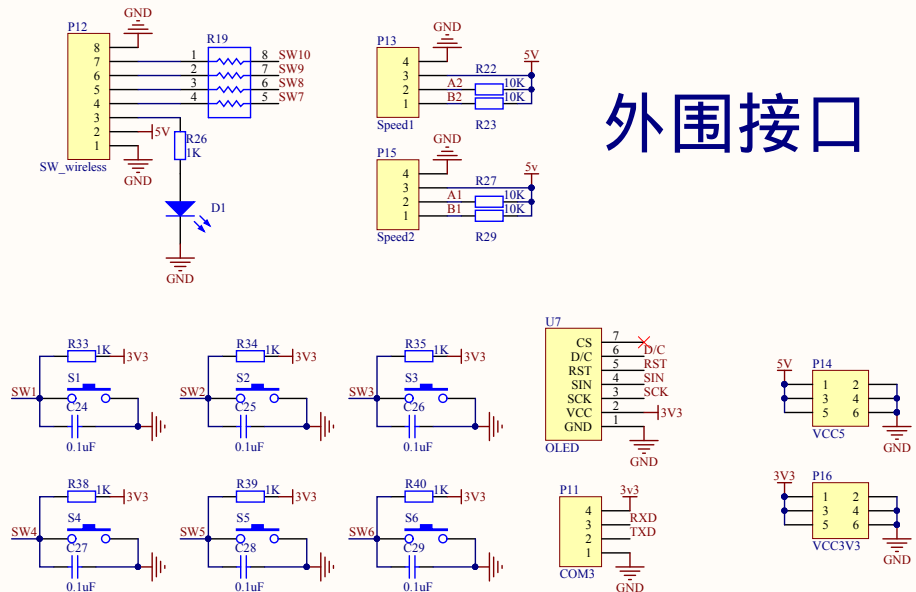 P12
GND
8
7
6
5
4
3
2
1
5V
GND
SW_wireless
R19
1
2
3
4
8
7
6
5
SW10
SW9
SW8
SW7
R26
1K
D1
GND
P13
GND
4
3
2
1
A2
B2
R22
10K
10K
R23
5V
Speed1
P15
GND
4
3
2
1
A1
B1
R27
10K
10K
R29
5v
Speed2
外围接口
R33
1K
3V3
SW1
S1
C24
0.1uF
R34
1K
3V3
SW2
S2
C25
0.1uF
R35
1K
3V3
SW3
S3
C26
0.1uF
U7
CS
D/C
RST
SIN
SCK
VCC
GND
7
6
5
4
3
2
1
D/C
RST
SIN
SCK
3V3
GND
OLED
5V
P14
1
3
5
2
4
6
VCC5
GND
R38
1K
3V3
SW4
S4
C27
0.1uF
R39
1K
3V3
SW5
S5
C28
0.1uF
R40
1K
3V3
SW6
S6
C29
0.1uF
P11
3v3
4
3
2
1
RXD
TXD
GND
COM3
3V3
P16
1
3
5
2
4
6
VCC3V3
GND